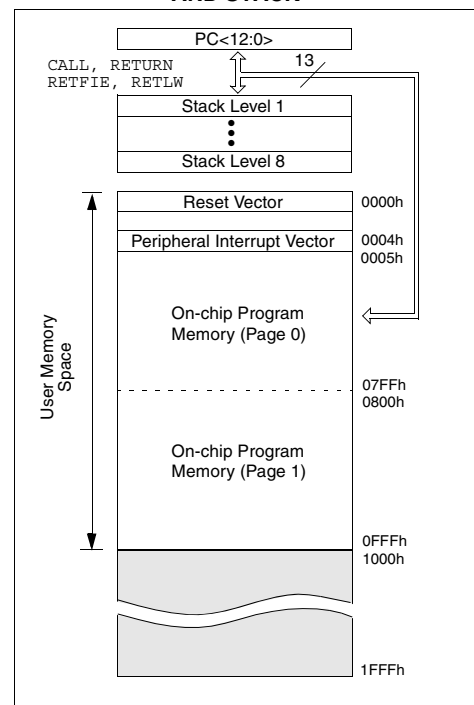 PC<12:0>
CALL, RETURN
RETFIE, RETLW
13
Stack Level 1
Stack Level 8
Reset Vector
0000h
Peripheral Interrupt Vector
0004h
0005h
On-chip Program
Memory (Page 0)
User Memory
Space
07FFh
0800h
On-chip Program
Memory (Page 1)
0FFFh
1000h
1FFFh